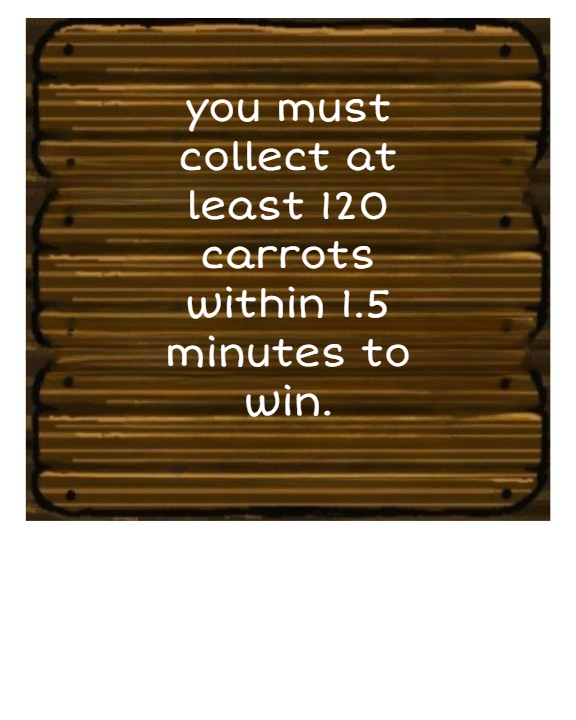 you must
collect at
least 120
carrots
within 1.5
minutes to
win.